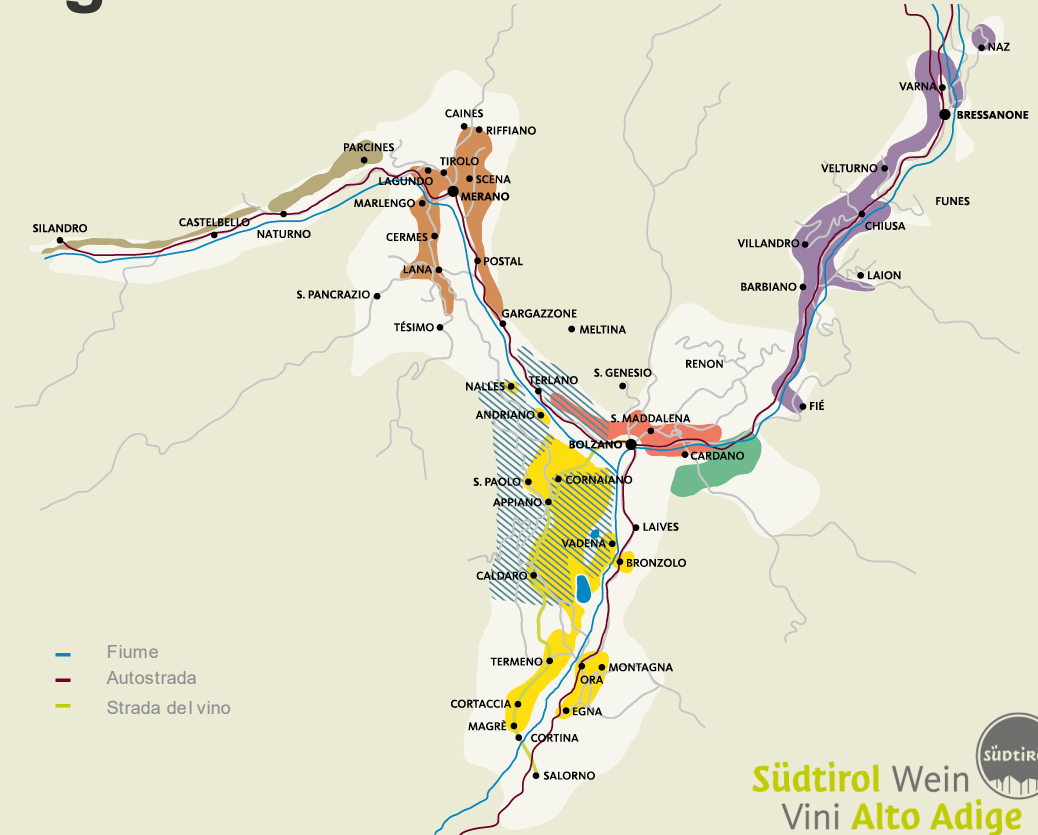 g
NAZ
VARNA
BRESSANONE
CAINES
RIFFIANO
PARCINES
TIROLO
VELTURNO
LAGUNDO
SCENA
MERANO
MARLENGO
FUNES
CASTELBELLO
SILANDRO
NATURNO
CHIUSA
CERMES
VILLANDRO
POSTAL
LANA
LAION
BARBIANO
S. PANCRAZIO
GARGAZZONE
TÉSIMO
MELTINA
RENON
S. GENESIO
TERLANO
NALLES
FIÉ
ANDRIANO
S. MADDALENA
BOLZANO
CARDANO
S. PAOLO
CORNAIANO
APPIANO
LAIVES
VADENA
BRONZOLO
CALDARO
Fiume
Autostrada
Strada del vino
TERMENO
MONTAGNA
ORA
CORTACCIA
EGNA
MAGRÈ
CORTINA
SALORNO
SÜDTIR
Südtirol Wein
Vini Alto Adige